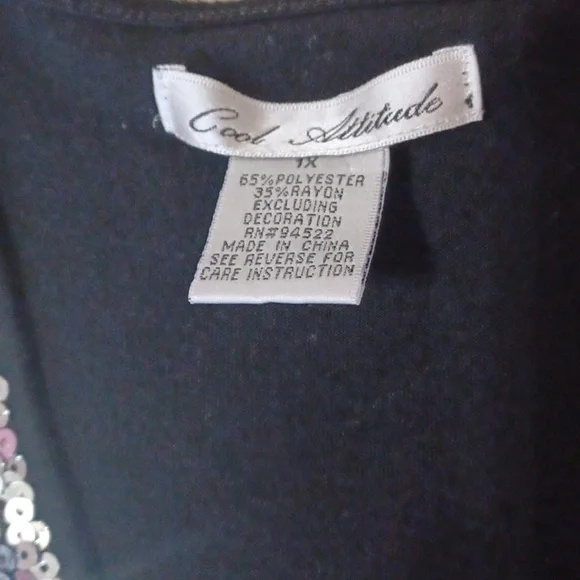 Cool Attitude
1X
65%POLYESTER
35%RAYON
EXCLUDING
DECORATION
RN#94522
MADE IN CHINA
SEE REVERSE FOR
CARE INSTRUCTION